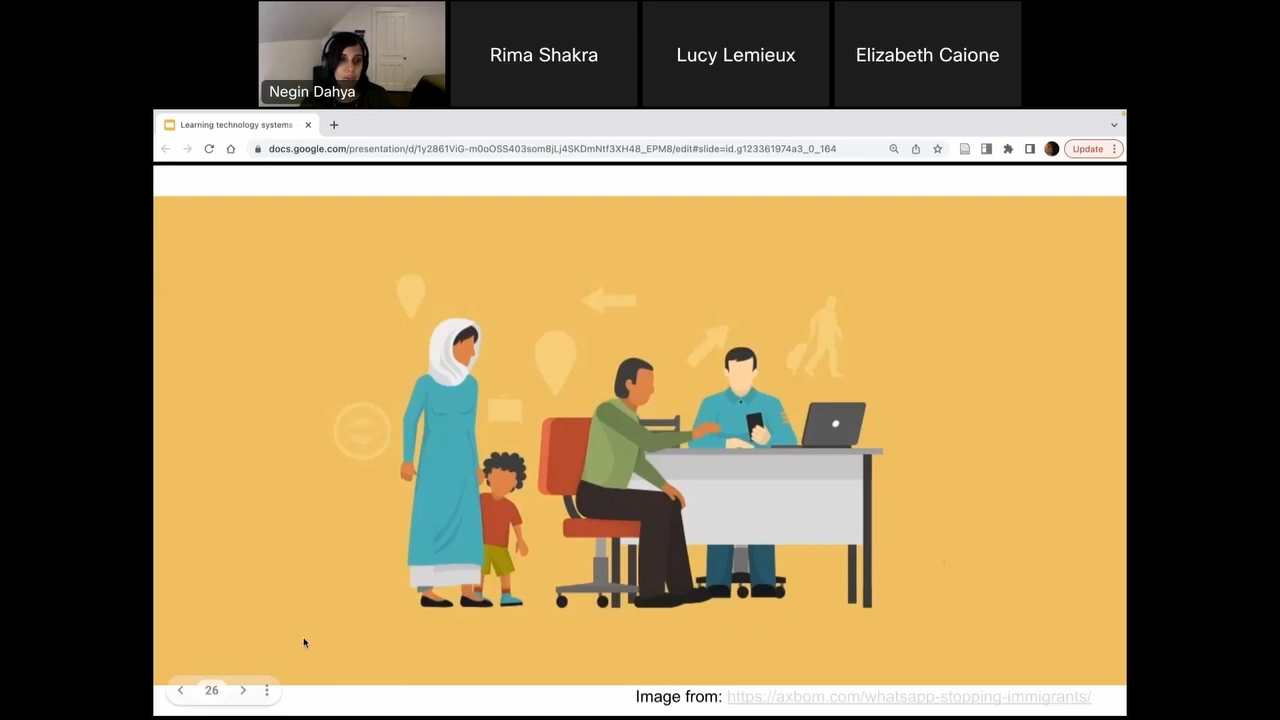 Negin Dahya
Rima Shakra
Lucy Lemieux
Elizabeth Caione
Learning technology systems
docs.google.com/presentation/d/1y2861ViG-m0oOSS403som8jLj4SKDmNtf3XH48_EPM8/edit#slide=id.g123361974a3_0_164
Update
26
Image from: https://axbom.com/whatsapp-stopping-immigrants/